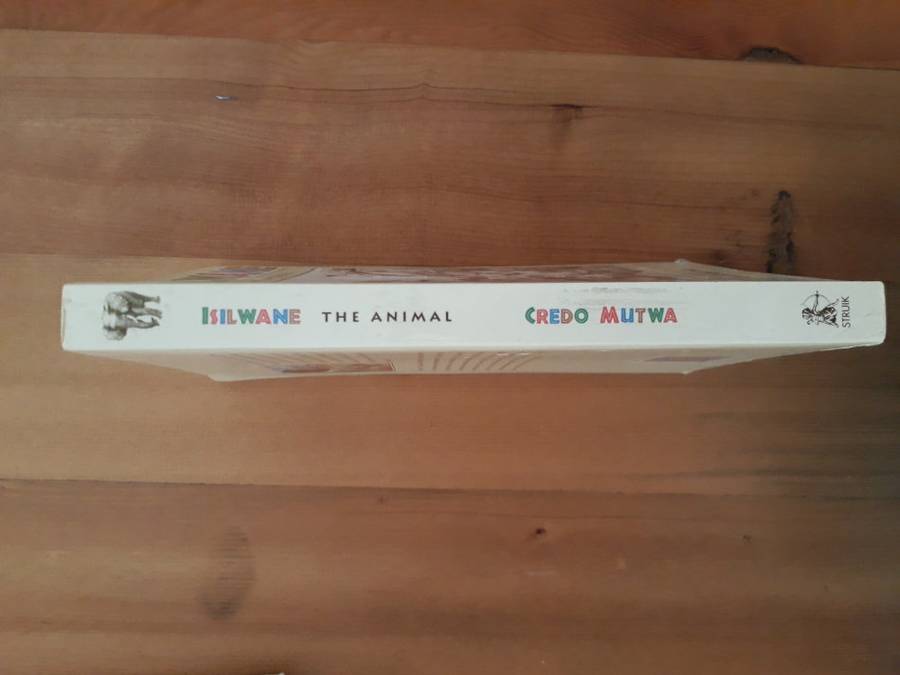 ISILWANE THE ANIMAL CREDO MUTWA
STRUIK